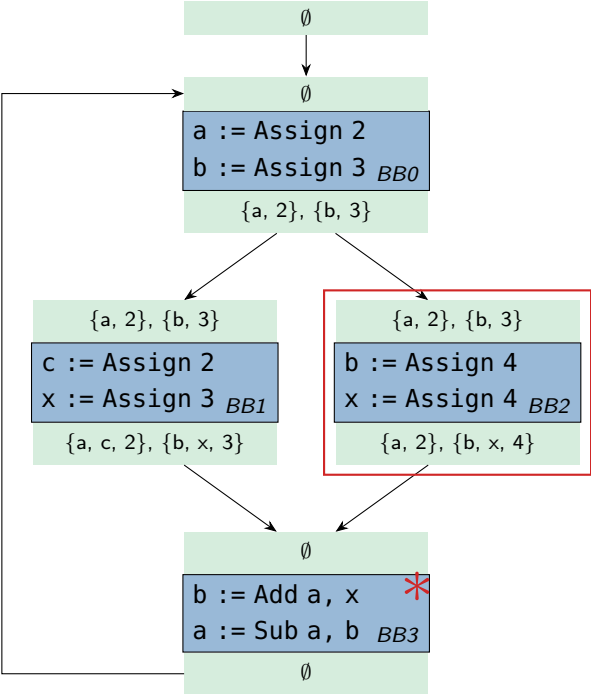 ∅
∅
a := Assign 2
b := Assign 3 BB0
{a, 2}, {b, 3}
{a, 2}, {b, 3}
c := Assign 2
x := Assign 3 BB1
{a, c, 2}, {b, x, 3}
{a, 2}, {b, 3}
b := Assign 4
x := Assign 4 BB2
{a, 2}, {b, x, 4}
∅
b := Add a, x *
a := Sub a, b BB3
∅